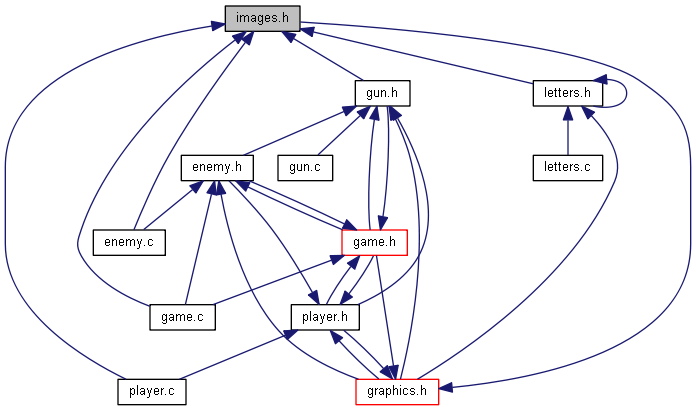 images.h
gun.h
letters.h
enemy.h
gun.c
letters.c
enemy.c
game.h
game.c
player.h
player.c
graphics.h